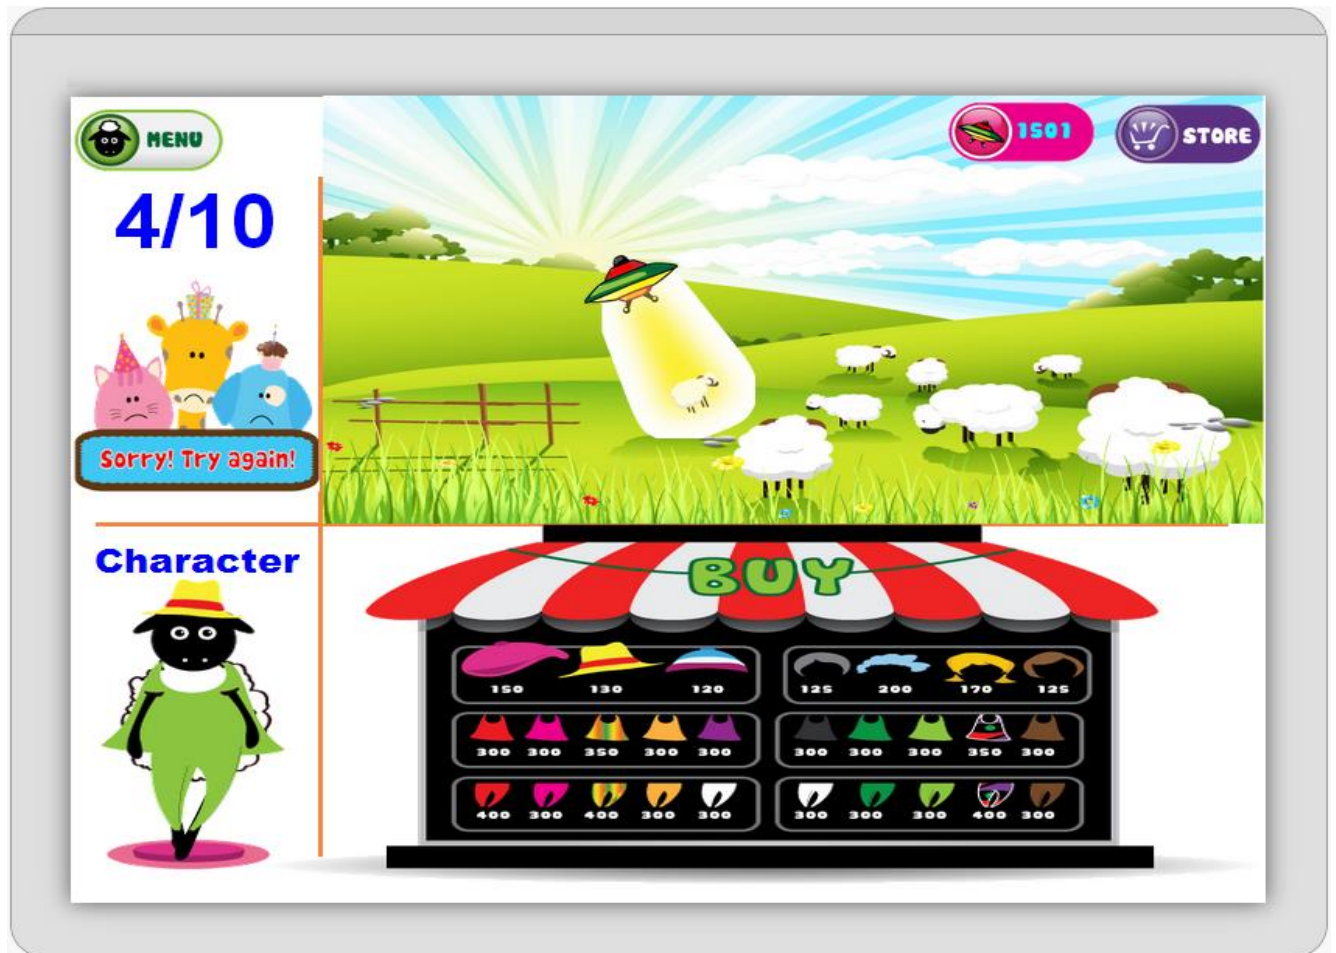 MENU
1501
STORE
4/10
Sorry! Try again!
Character
BUY
150 130 120 125 200 170 125
300 300 350 300 300 300 300 300 350 300
400 300 400 300 300 300 300 300 400 300